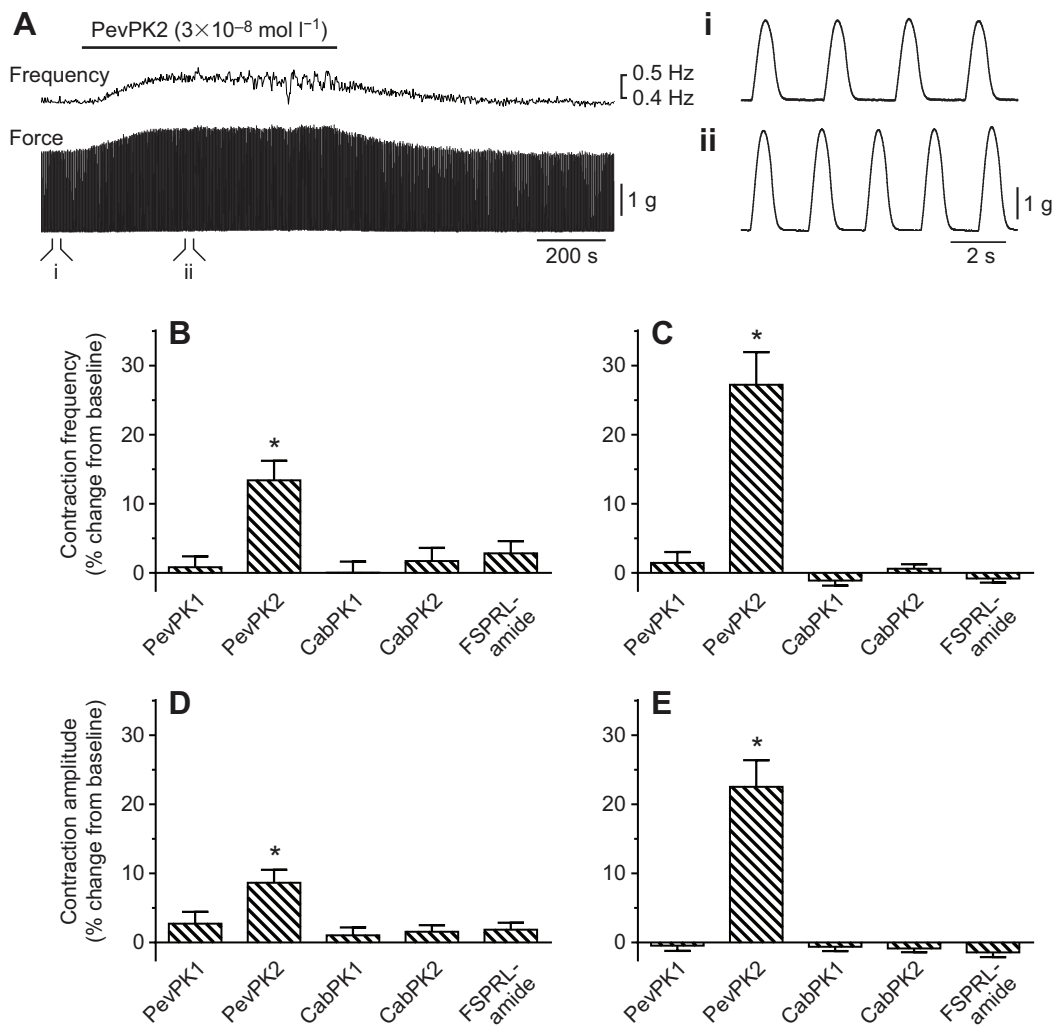 A
PevPK2 (3×10⁻⁸ mol l⁻¹)
Frequency
0.5 Hz
0.4 Hz
Force
1 g
200 s
i
ii
i
ii
1 g
2 s
B
Contraction frequency
(% change from baseline)
30
20
10
0
PevPK1
PevPK2
CabPK1
CabPK2
FSPRL-
amide
*
C
30
20
10
0
PevPK1
PevPK2
CabPK1
CabPK2
FSPRL-
amide
*
D
Contraction amplitude
(% change from baseline)
30
20
10
0
PevPK1
PevPK2
CabPK1
CabPK2
FSPRL-
amide
*
E
30
20
10
0
PevPK1
PevPK2
CabPK1
CabPK2
FSPRL-
amide
*